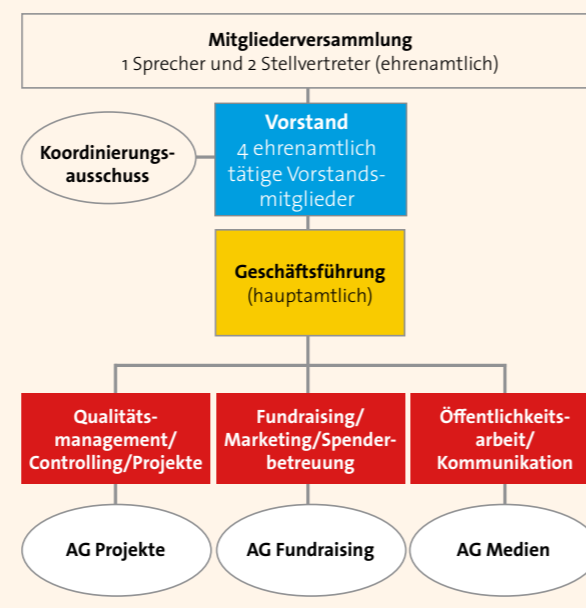 Mitgliederversammlung
1 Sprecher und 2 Stellvertreter (ehrenamtlich)
Vorstand
4 ehrenamtlich
tätige Vorstands-
mitglieder
Koordinierungs-
ausschuss
Geschäftsführung
(hauptamtlich)
Qualitäts-
management/
Controlling/Projekte
Fundraising/
Marketing/Spender-
betreuung
Öffentlichkeits-
arbeit/
Kommunikation
AG Projekte
AG Fundraising
AG Medien